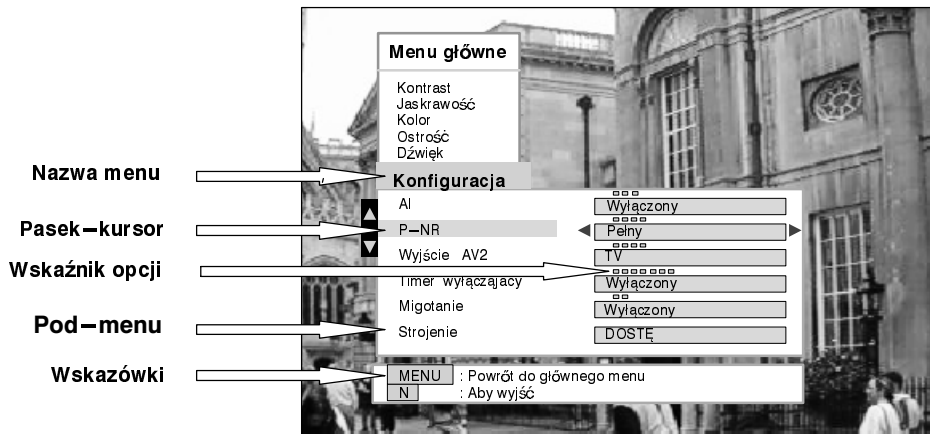 Menu główne
Kontrast
Jaskrawość
Kolor
Ostrość
Dźwięk
Nazwa menu
Konfiguracja
AI
Wyłączony
Pasek–kursor
P–NR
Pełny
Wyjście AV2
TV
Wskaźnik opcji
Timer wyłączający
Wyłączony
Migotanie
Wyłączony
Pod–menu
Strojenie
DOSTĘ
Wskazówki
MENU : Powrót do głównego menu
N : Aby wyjść